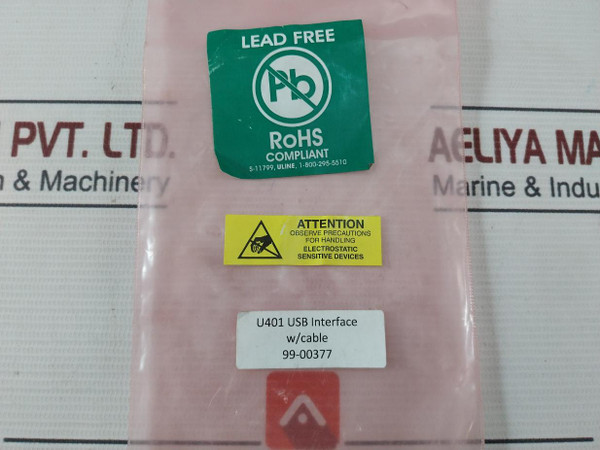 LEAD FREE
Pb
RoHS
COMPLIANT
S-11799, ULINE, 1-800-295-5510
PVT. LTD.
& Machinery
AELIYA MA
Marine & Indu
ATTENTION
OBSERVE PRECAUTIONS
FOR HANDLING
ELECTROSTATIC
SENSITIVE DEVICES
U401 USB Interface
w/cable
99-00377